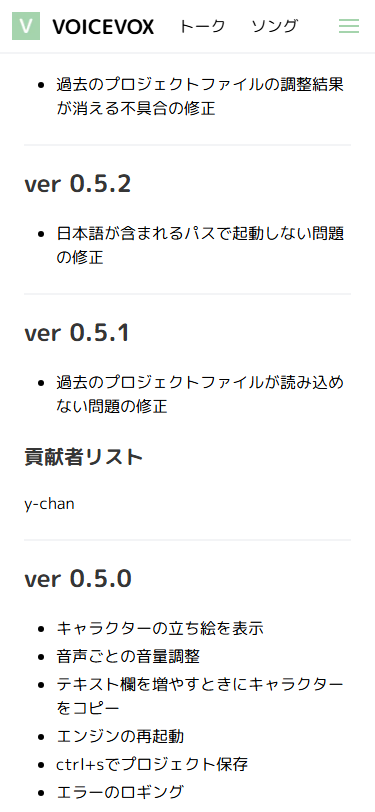 V VOICEVOX トーク ソング
過去のプロジェクトファイルの調整結果
が消える不具合の修正
ver 0.5.2
日本語が含まれるパスで起動しない問題
の修正
ver 0.5.1
過去のプロジェクトファイルが読み込め
ない問題の修正
貢献者リスト
y-chan
ver 0.5.0
キャラクターの立ち絵を表示
音声ごとの音量調整
テキスト欄を増やすときにキャラクター
をコピー
エンジンの再起動
ctrl+sでプロジェクト保存
エラーのロギング